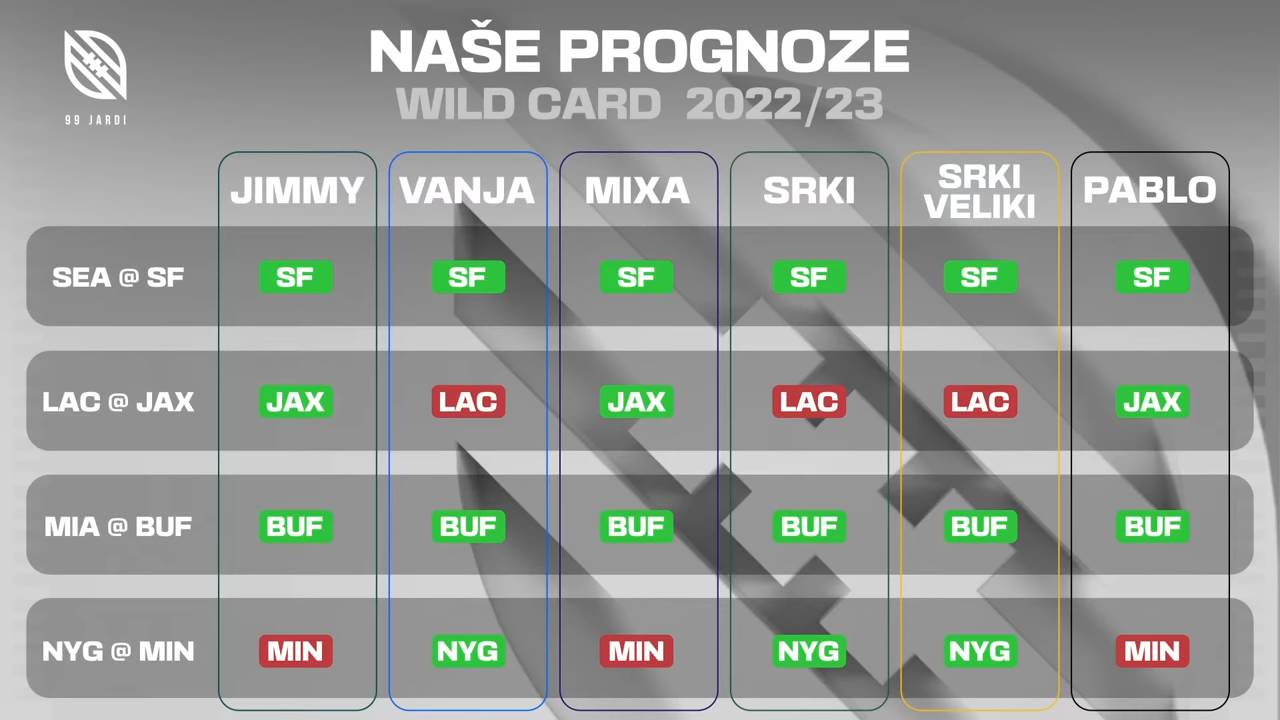 99 JARDI
NAŠE PROGNOZE
WILD CARD 2022/23
JIMMY VANJA MIXA SRKI SRKI VELIKI PABLO
SEA @ SF SF SF SF SF SF SF
LAC @ JAX JAX LAC JAX LAC LAC JAX
MIA @ BUF BUF BUF BUF BUF BUF BUF
NYG @ MIN MIN NYG MIN NYG NYG MIN